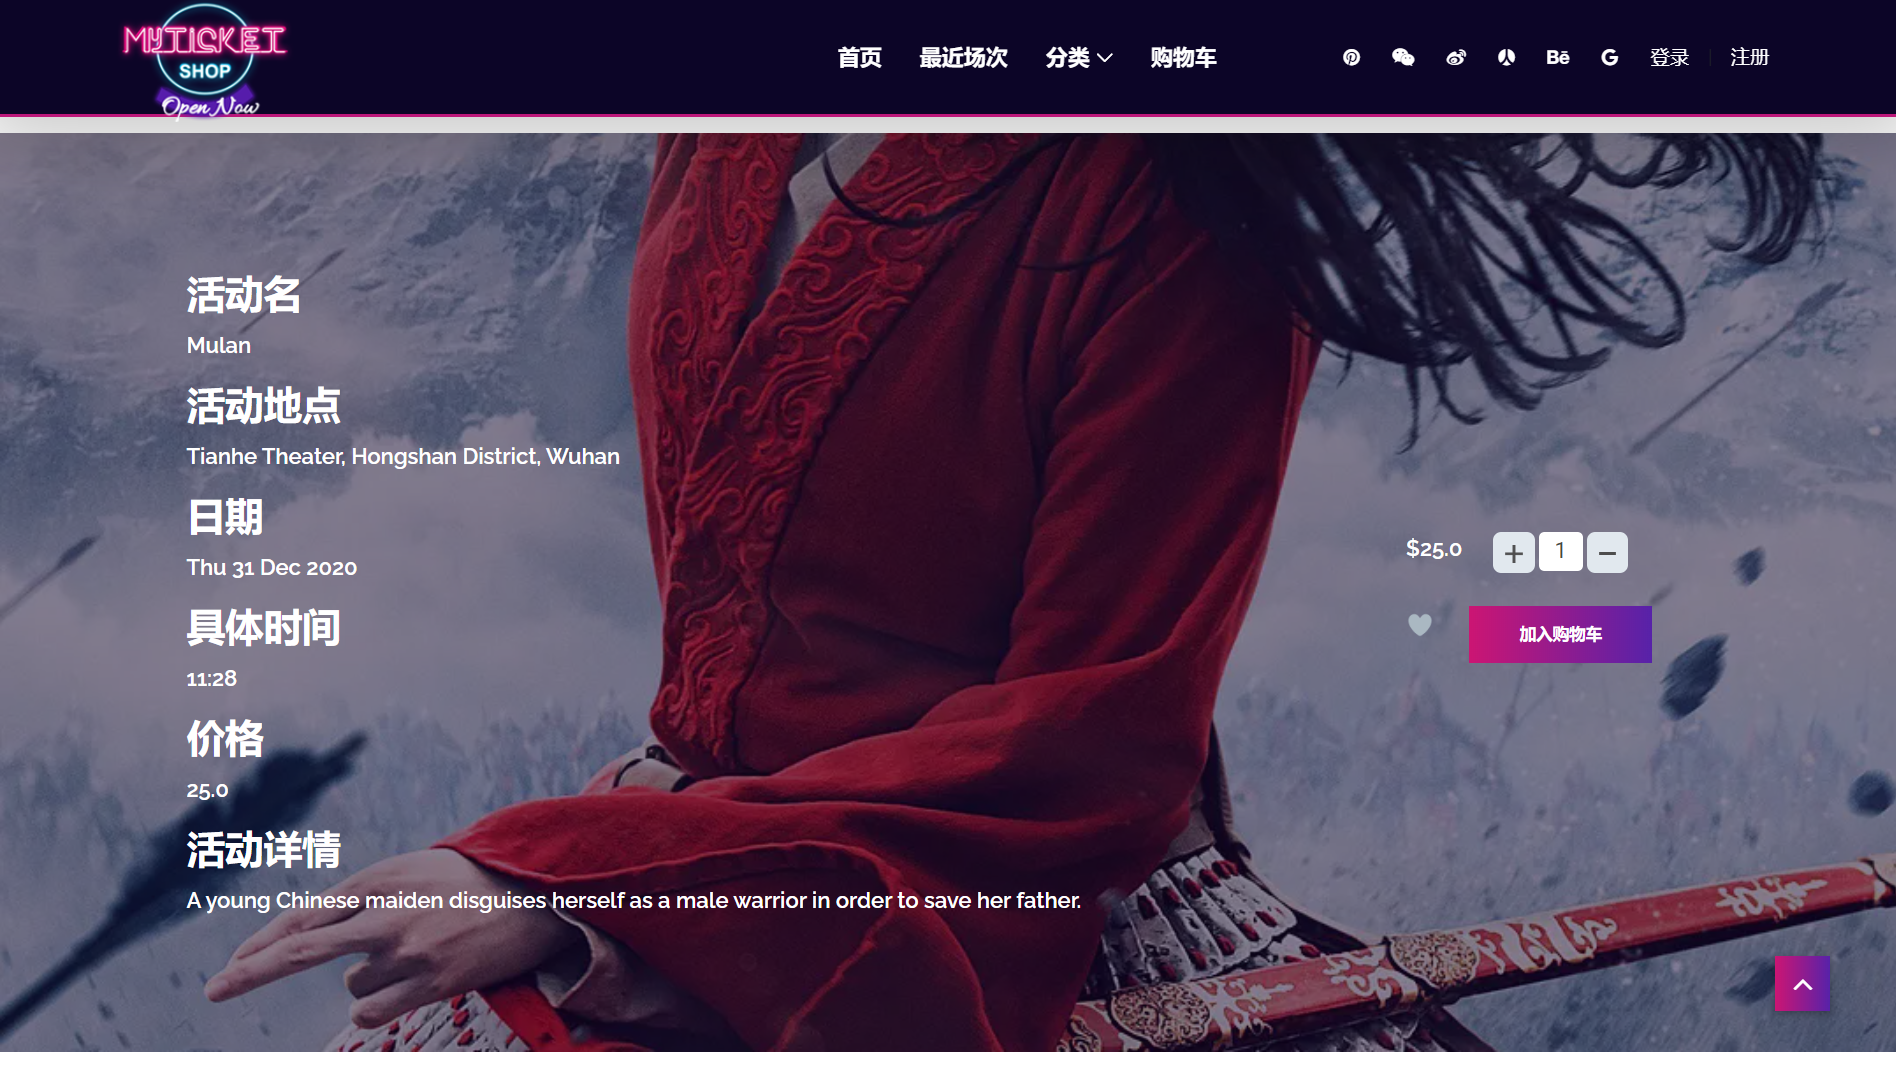 MYTICKET
SHOP
Open Now
首页 最近场次 分类 购物车 Bē G 登录 注册
活动名
Mulan
活动地点
Tianhe Theater, Hongshan District, Wuhan
日期
Thu 31 Dec 2020
$25.0 + 1 −
具体时间
加入购物车
11:28
价格
25.0
活动详情
A young Chinese maiden disguises herself as a male warrior in order to save her father.